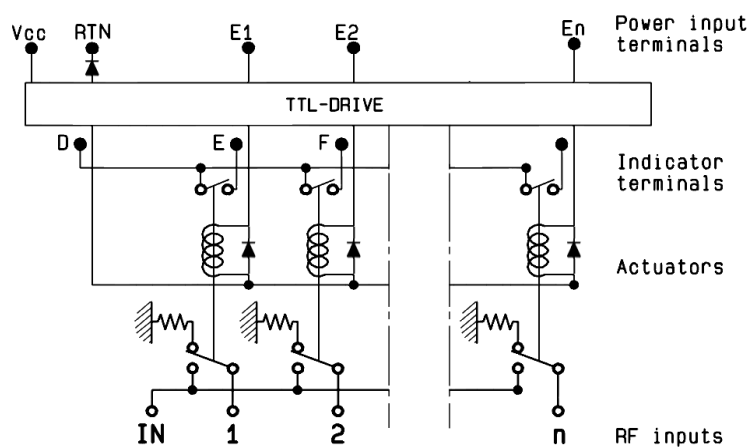 Vcc RTN E1 E2 En Power input
terminals
TTL-DRIVE
D E F
Indicator
terminals
Actuators
IN 1 2 n RF inputs